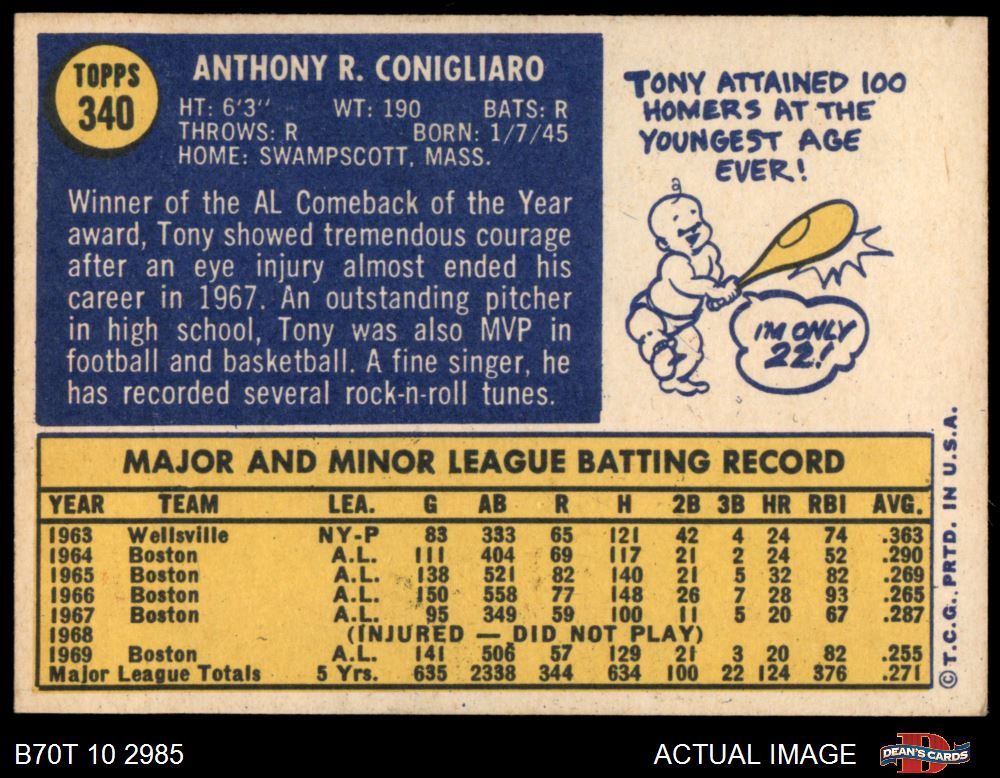 TOPPS
340
ANTHONY R. CONIGLIARO
HT: 6'3" WT: 190 BATS: R
THROWS: R BORN: 1/7/45
HOME: SWAMPSCOTT, MASS.
Winner of the AL Comeback of the Year
award, Tony showed tremendous courage
after an eye injury almost ended his
career in 1967. An outstanding pitcher
in high school, Tony was also MVP in
football and basketball. A fine singer, he
has recorded several rock-n-roll tunes.
TONY ATTAINED 100
HOMERS AT THE
YOUNGEST AGE
EVER!
I'M ONLY
22!
MAJOR AND MINOR LEAGUE BATTING RECORD
YEAR TEAM LEA. G AB R H 2B 3B HR RBI AVG.
1963 Wellsville NY-P 83 333 65 121 42 4 24 74 .363
1964 Boston A.L. 111 404 69 117 21 2 24 52 .290
1965 Boston A.L. 138 521 82 140 21 5 32 82 .269
1966 Boston A.L. 150 558 77 148 26 7 28 93 .265
1967 Boston A.L. 95 349 59 100 11 5 20 67 .287
1968 (INJURED — DID NOT PLAY)
1969 Boston A.L. 141 506 57 129 21 3 20 82 .255
Major League Totals 5 Yrs. 635 2338 344 634 100 22 124 376 .271
©T.C.G. PRTD. IN U.S.A.
B70T 10 2985
ACTUAL IMAGE
DEAN'S CARDS